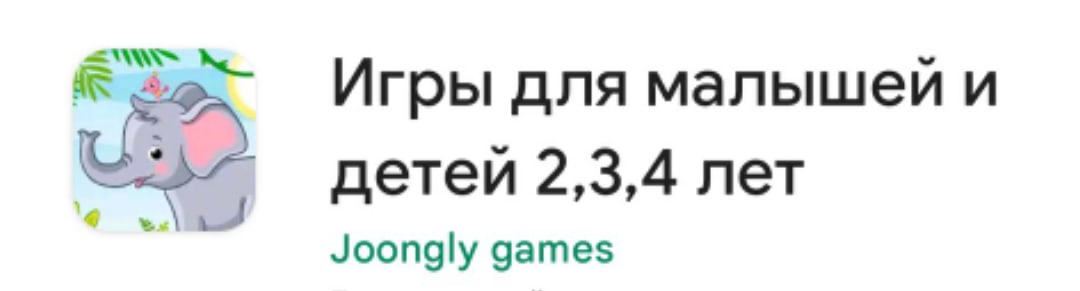 Игры для малышей и
детей 2,3,4 лет
Joongly games